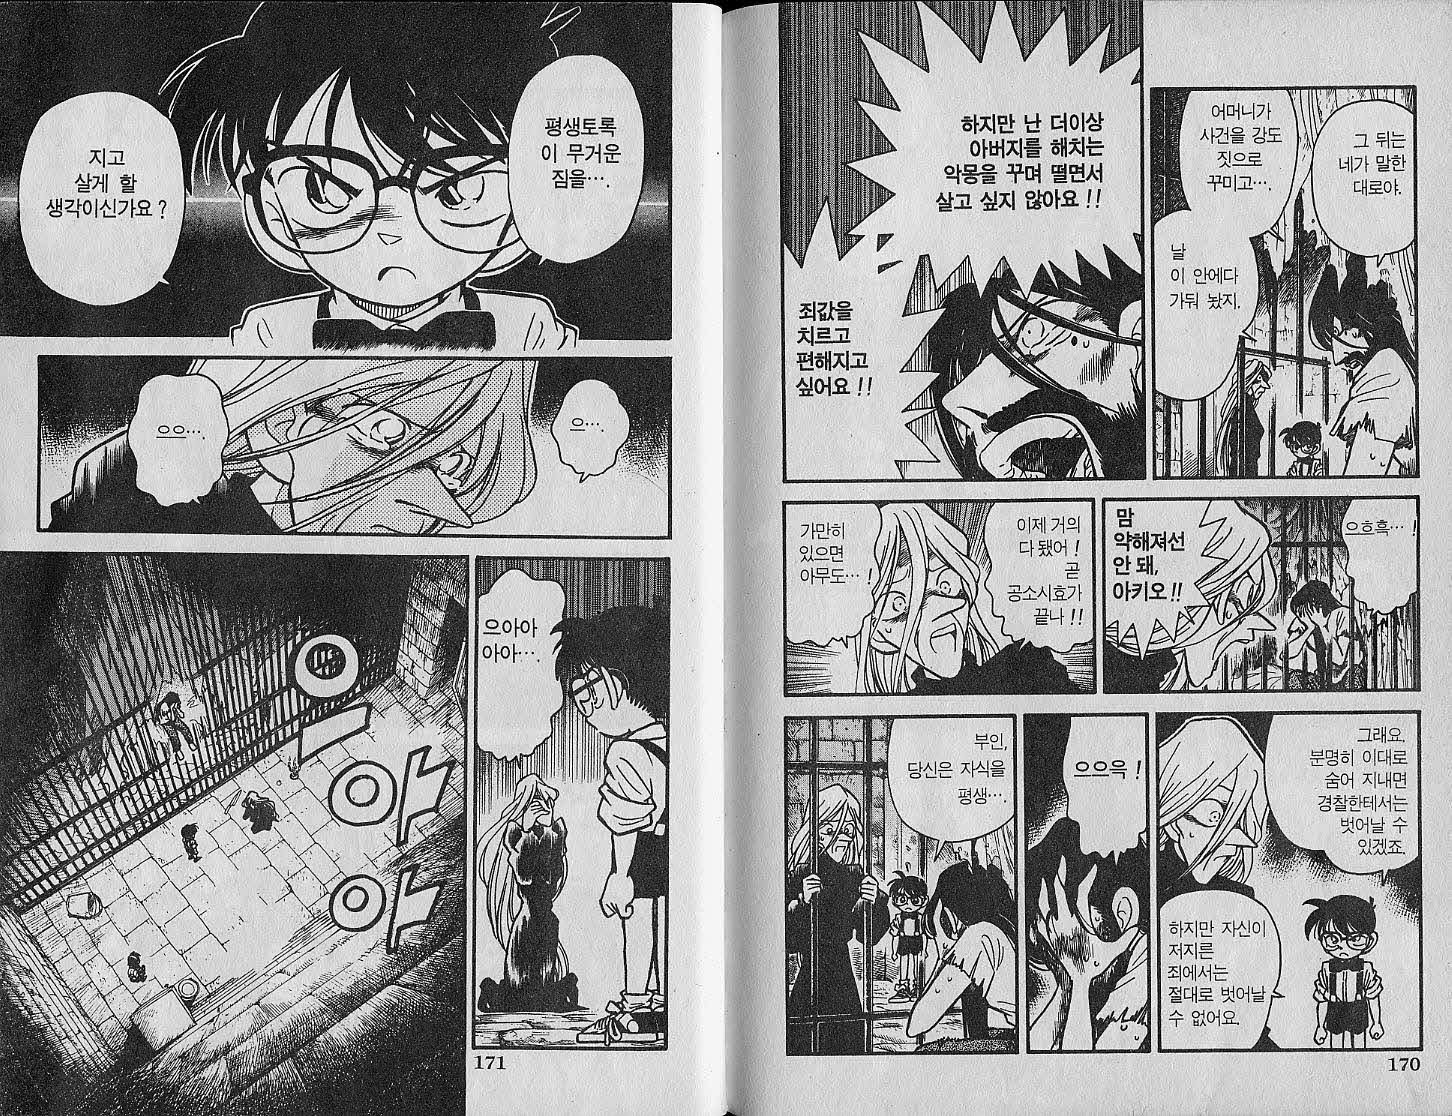 그 뒤는
네가 말한
대로야.
어머니가
사건을 강도
짓으로
꾸미고….
날
이 안에다
가둬 놨지.
하지만 난 더이상
아버지를 해치는
악몽을 꾸며 떨면서
살고 싶지 않아요!!
죄값을
치르고
편해지고
싶어요!!
으흐흑…!
맘
약해져선
안 돼,
아키오!!
이제 거의
다 됐어!
곧
공소시효가
끝나!!
가만히
있으면
아무도…!
그래요.
분명히 이대로
숨어 지내면
경찰한테서는
벗어날 수
있겠죠.
하지만 자신이
저지른
죄에서는
절대로 벗어날
수 없어요.
으으윽!
부인,
당신은 자식을
평생….
170
평생토록
이 무거운
짐을….
지고
살게 할
생각이신가요?
으….
으으….
으아아
아아….
으
아
아
171